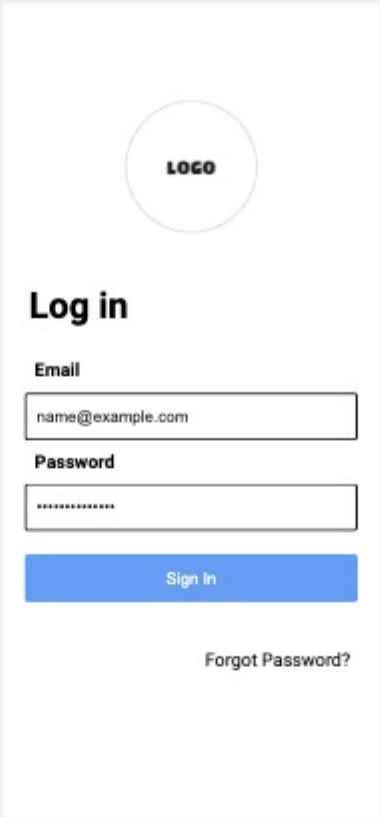 LOGO
Log in
Email
name@example.com
Password
••••••••••••••
Sign In
Forgot Password?